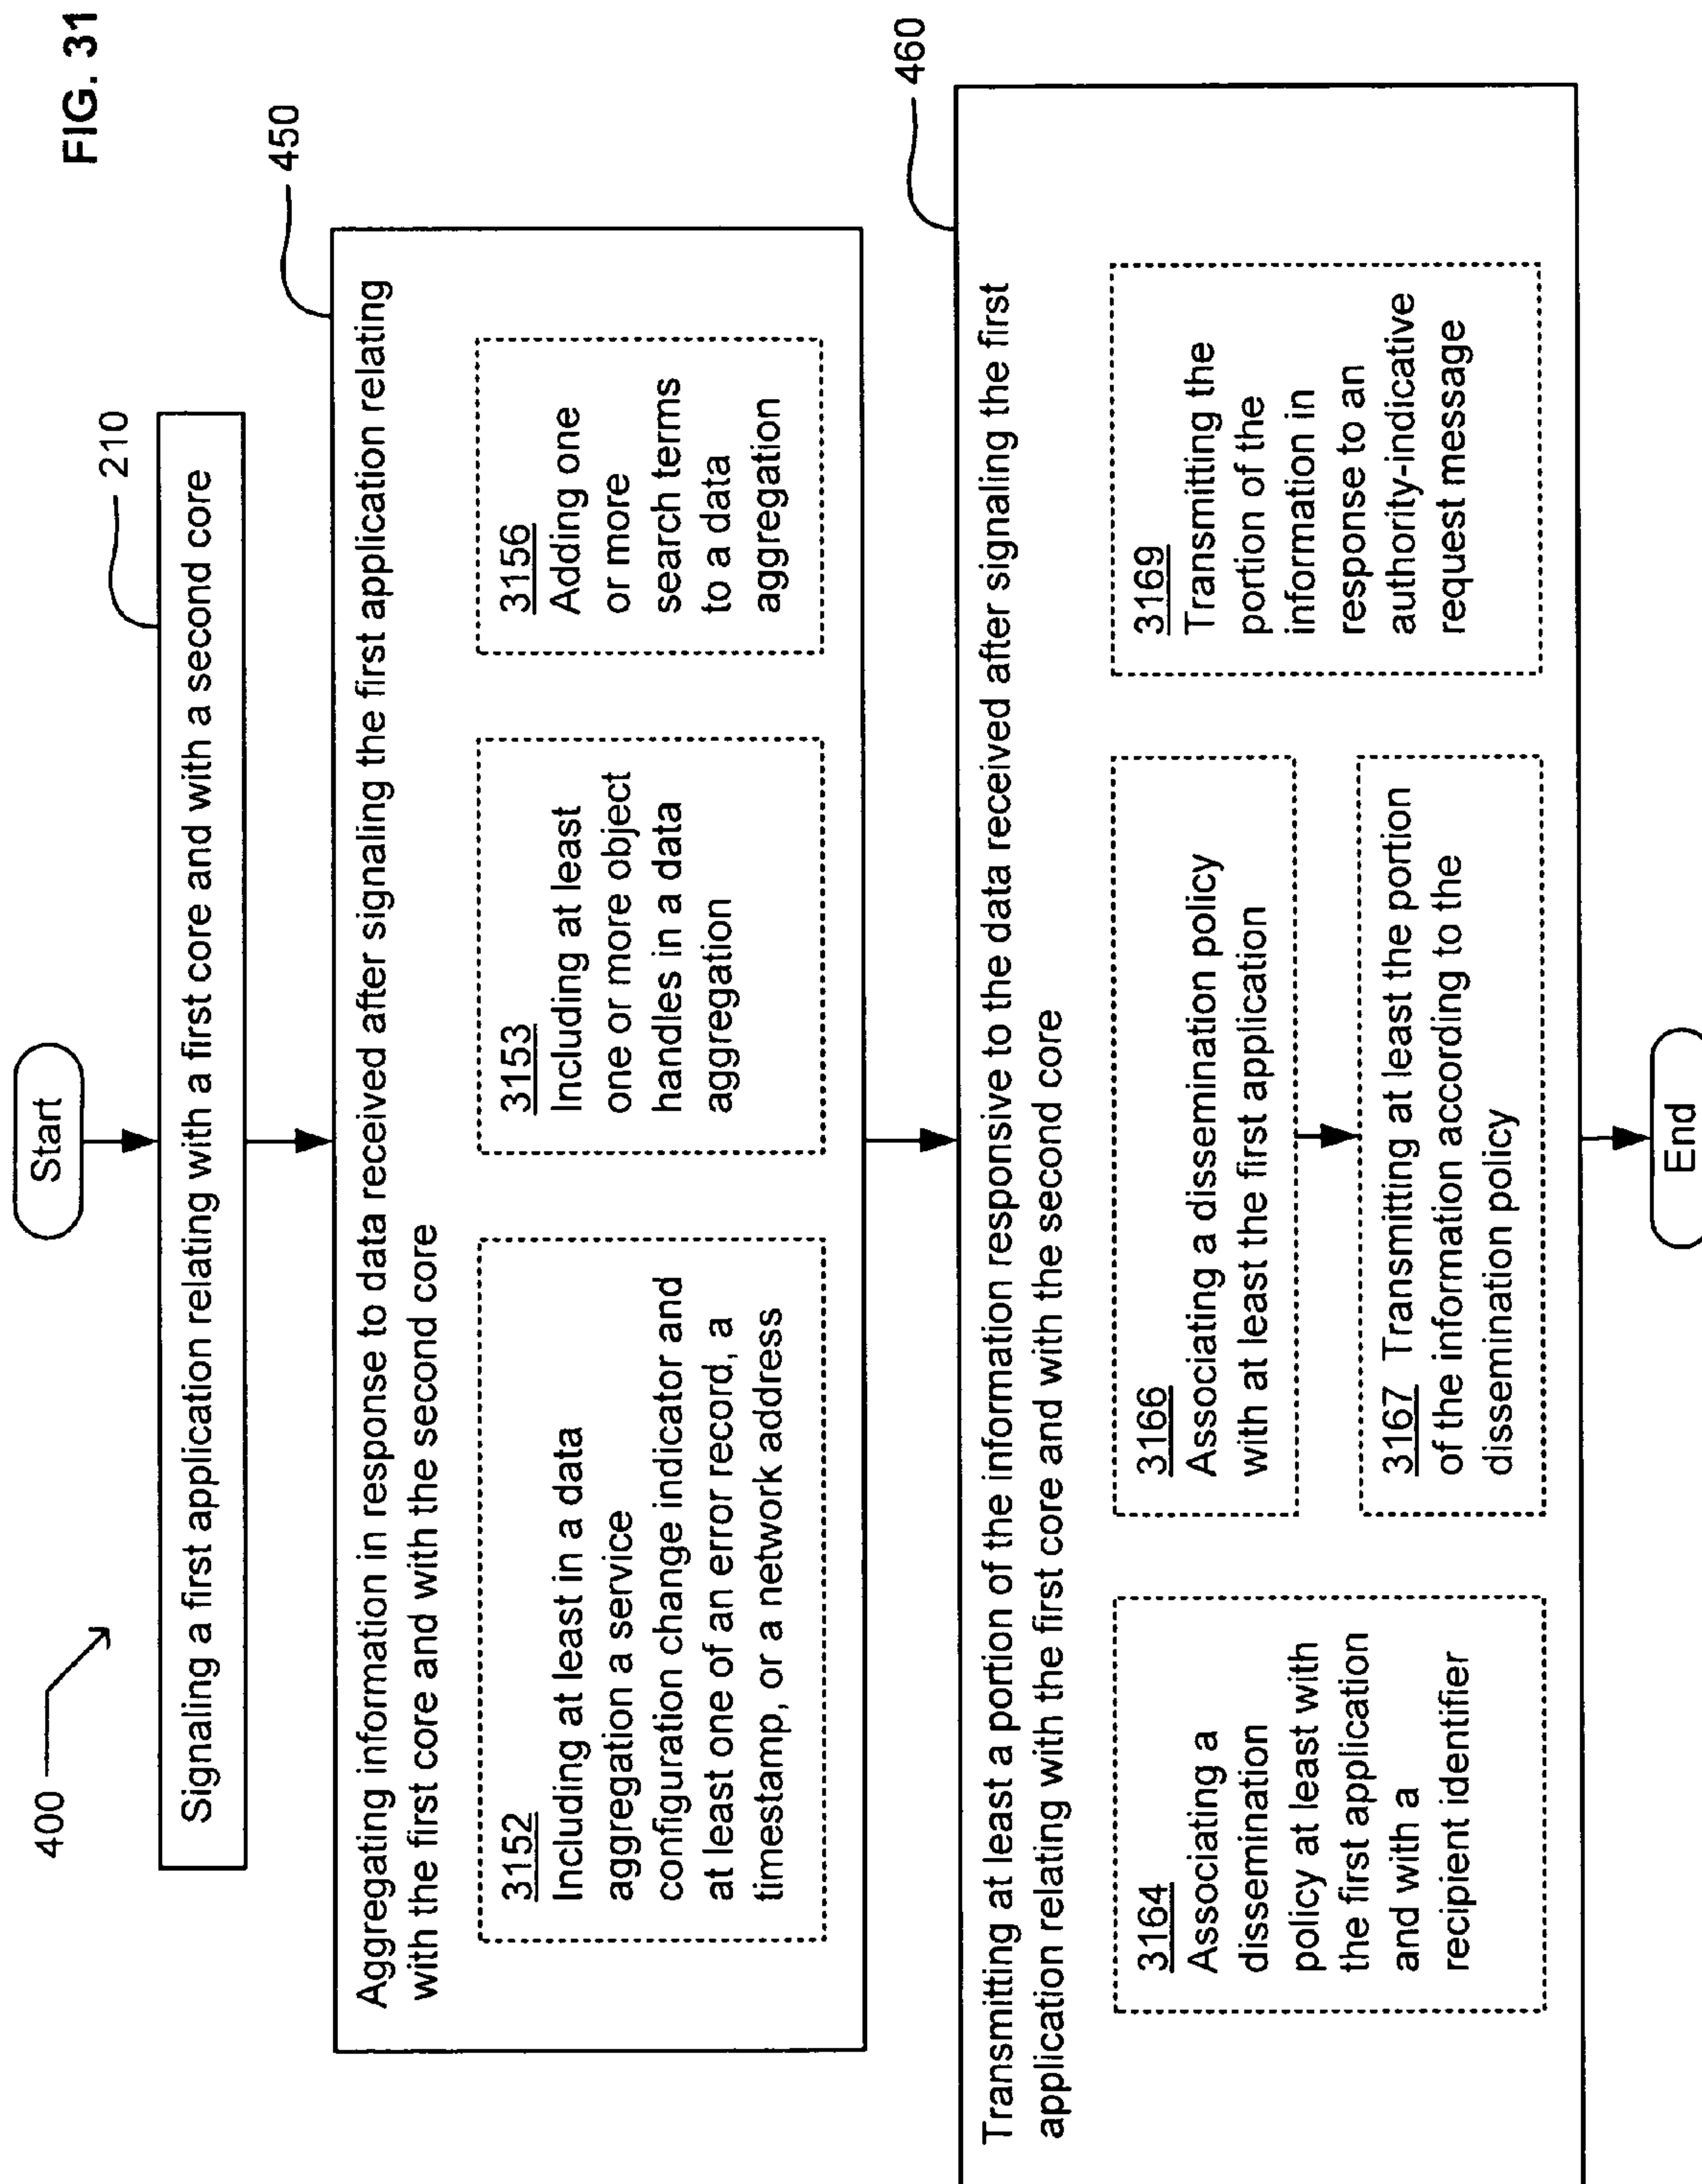 FIG. 31
400
Start
210
Signaling a first application relating with a first core and with a second core
450
Aggregating information in response to data received after signaling the first application relating
with the first core and with the second core
3152
Including at least in a data
aggregation a service
configuration change indicator and
at least one of an error record, a
timestamp, or a network address
3153
Including at least
one or more object
handles in a data
aggregation
3156
Adding one
or more
search terms
to a data
aggregation
460
Transmitting at least a portion of the information responsive to the data received after signaling the first
application relating with the first core and with the second core
3164
Associating a
dissemination
policy at least with
the first application
and with a
recipient identifier
3166
Associating a dissemination policy
with at least the first application
3167 Transmitting at least the portion
of the information according to the
dissemination policy
3169
Transmitting the
portion of the
information in
response to an
authority-indicative
request message
End